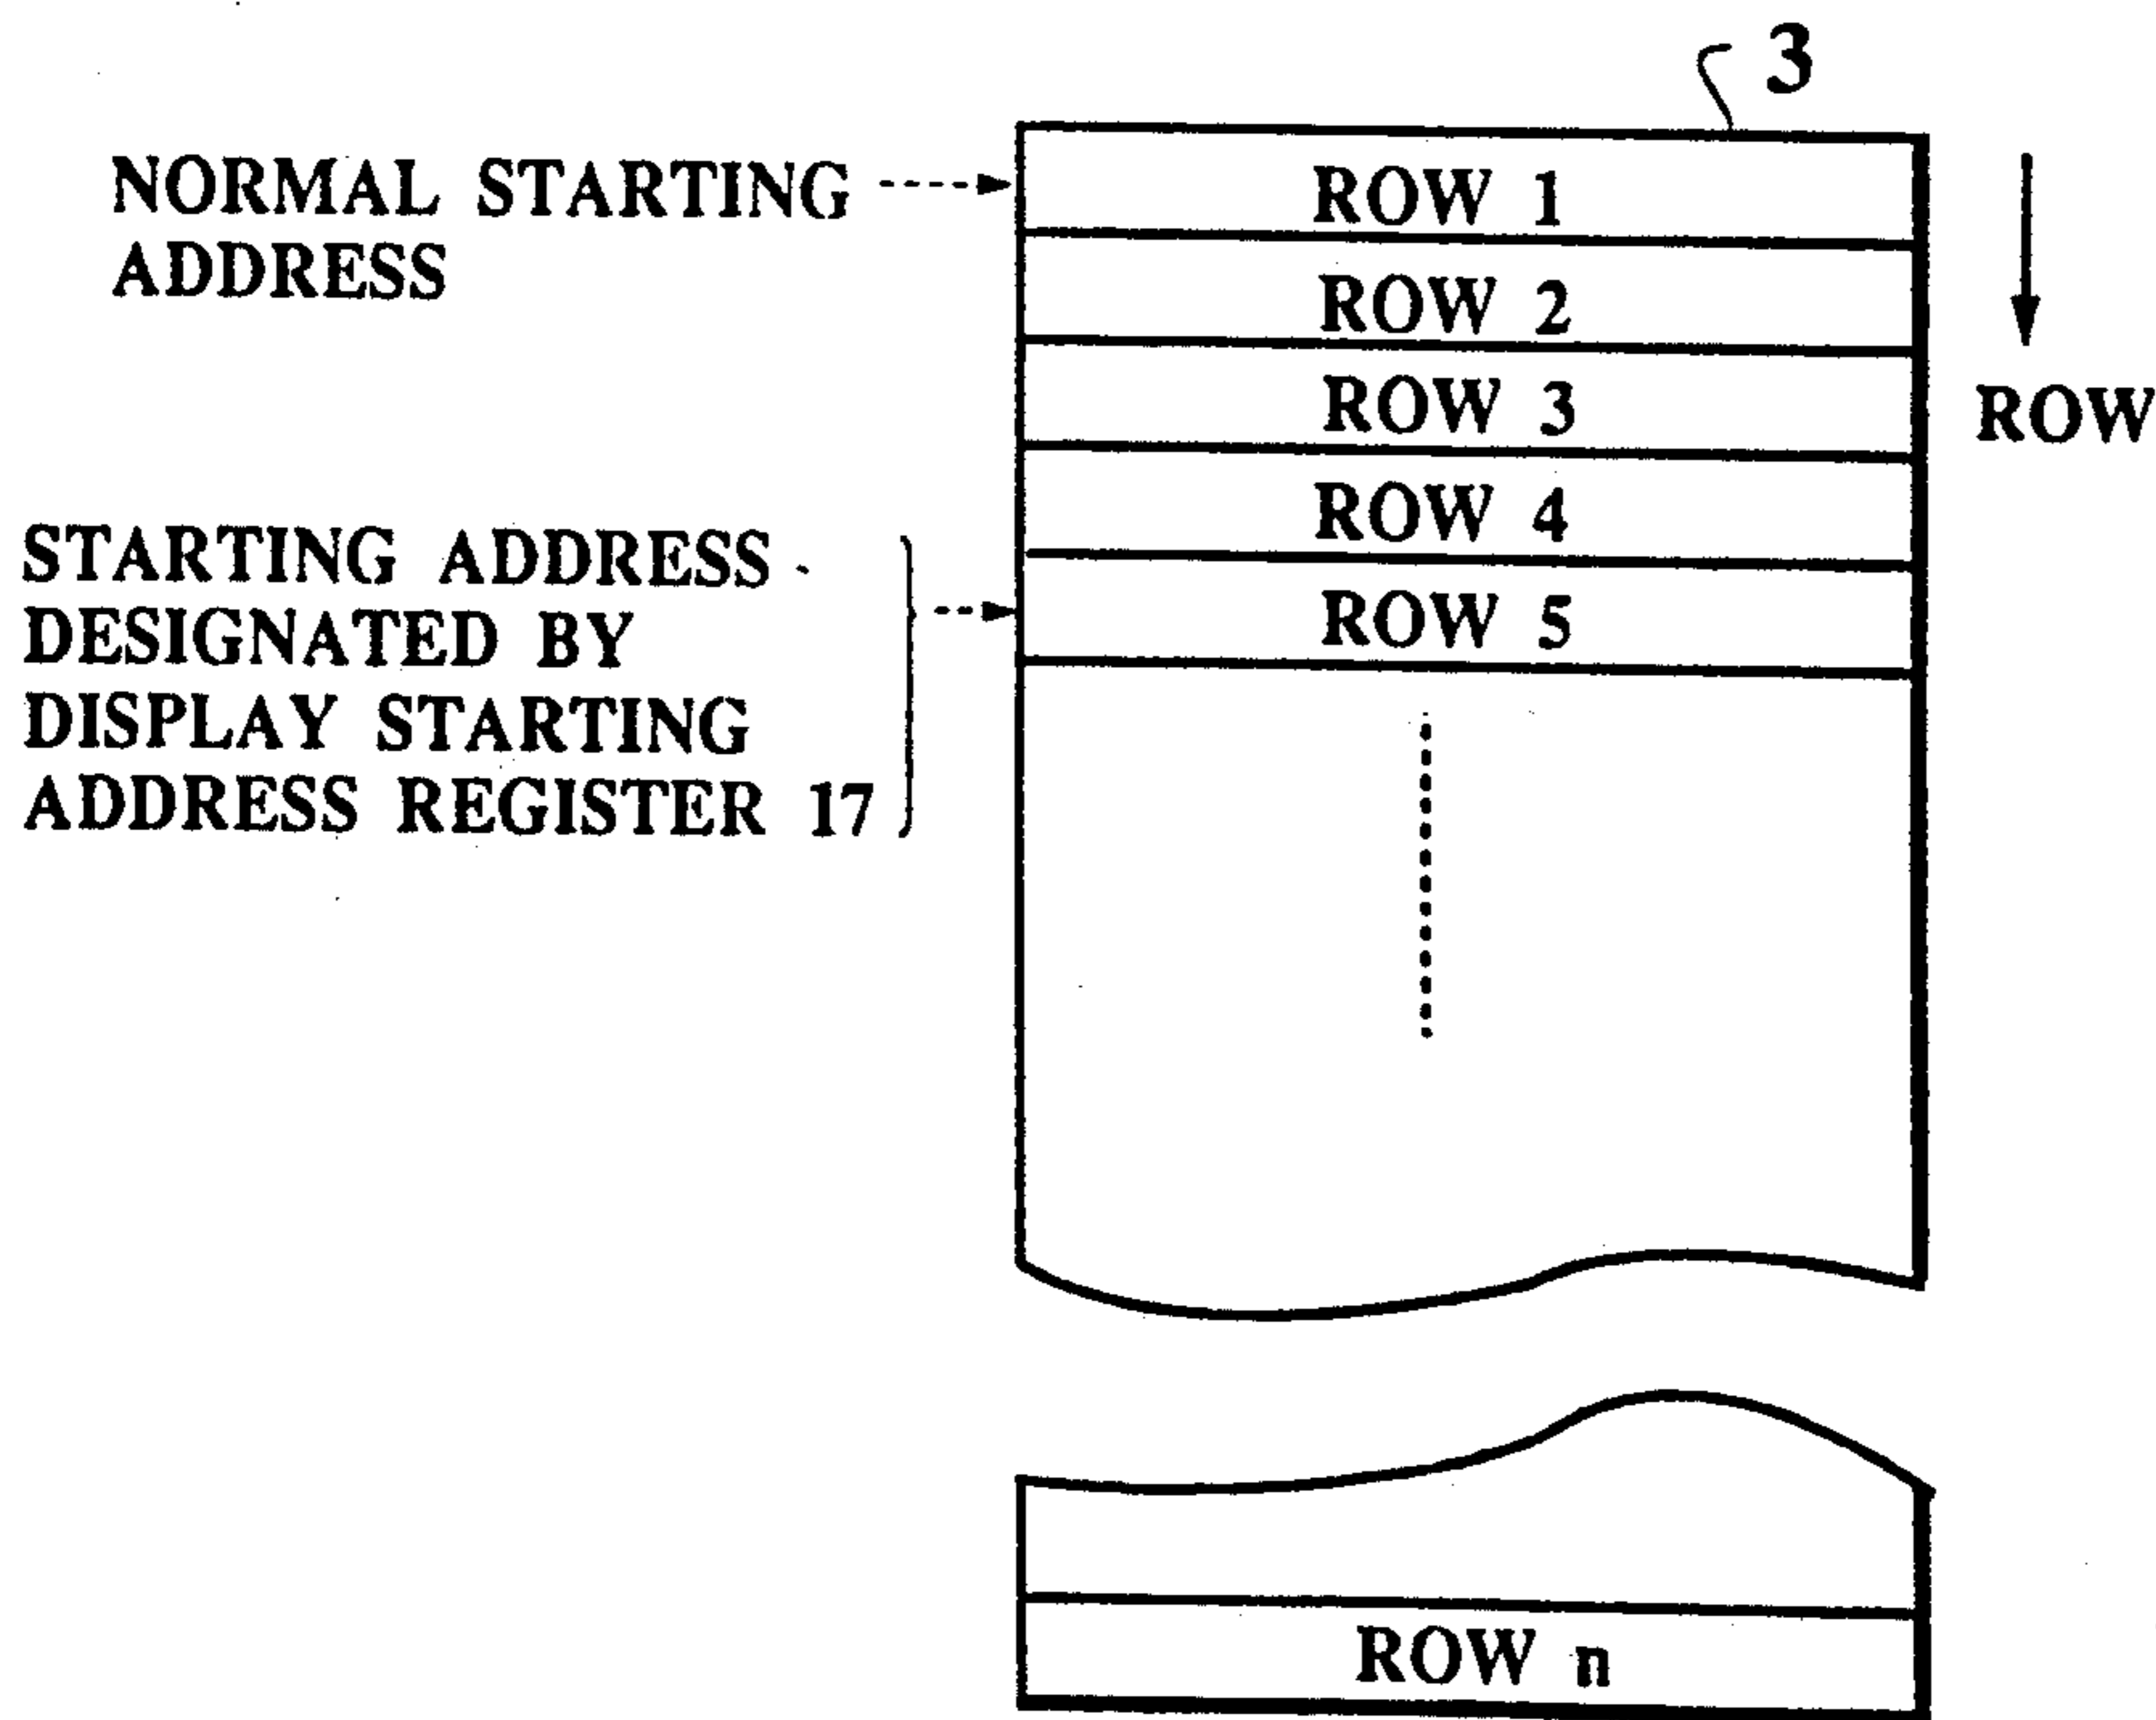 3
NORMAL STARTING
ADDRESS
ROW 1
ROW 2
ROW 3
ROW
ROW 4
STARTING ADDRESS
DESIGNATED BY
DISPLAY STARTING
ADDRESS REGISTER 17
ROW 5
ROW n